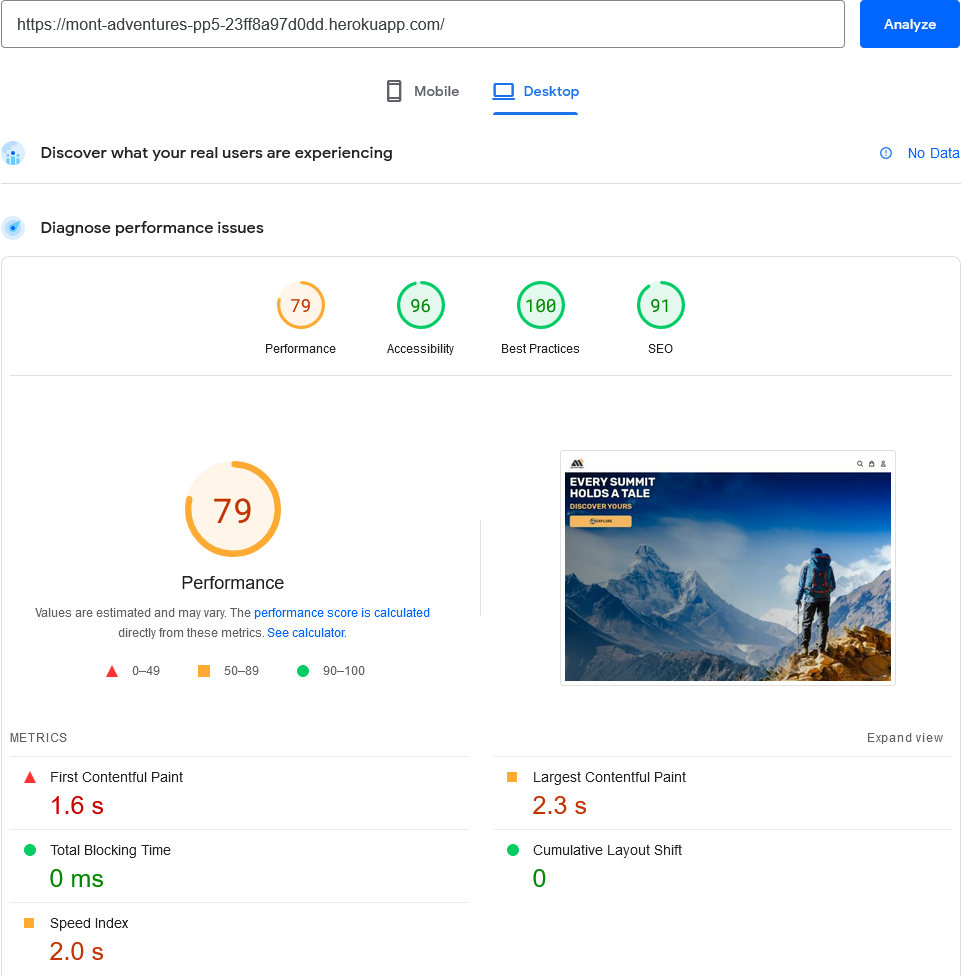 https://mont-adventures-pp5-23ff8a97d0dd.herokuapp.com/
Analyze
Mobile
Desktop
Discover what your real users are experiencing
No Data
Diagnose performance issues
79
96
100
91
Performance
Accessibility
Best Practices
SEO
79
Performance
Values are estimated and may vary. The performance score is calculated
directly from these metrics. See calculator.
0–49
50–89
90–100
EVERY SUMMIT
HOLDS A TALE
DISCOVER YOURS
EXPLORE
METRICS
Expand view
First Contentful Paint
1.6 s
Largest Contentful Paint
2.3 s
Total Blocking Time
0 ms
Cumulative Layout Shift
0
Speed Index
2.0 s